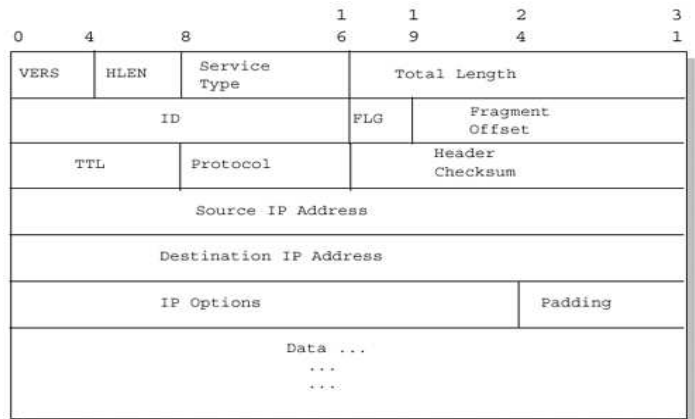 1 1 2 3
0 4 8 6 9 4 1
VERS HLEN Service Type Total Length
ID FLG Fragment Offset
TTL Protocol Header Checksum
Source IP Address
Destination IP Address
IP Options Padding
Data ...
...
...